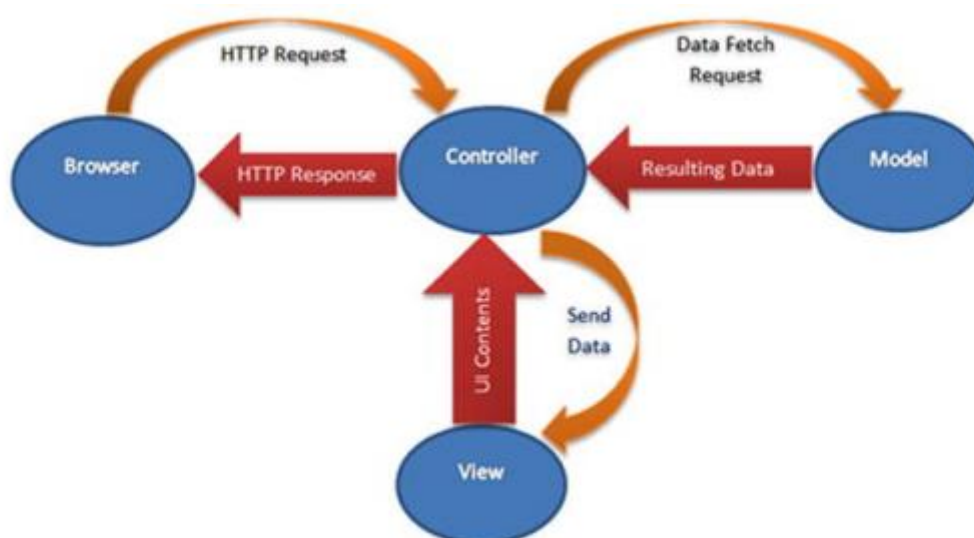 HTTP Request
Data Fetch
Request
Browser
HTTP Response
Controller
Resulting Data
Model
UI Contents
Send
Data
View